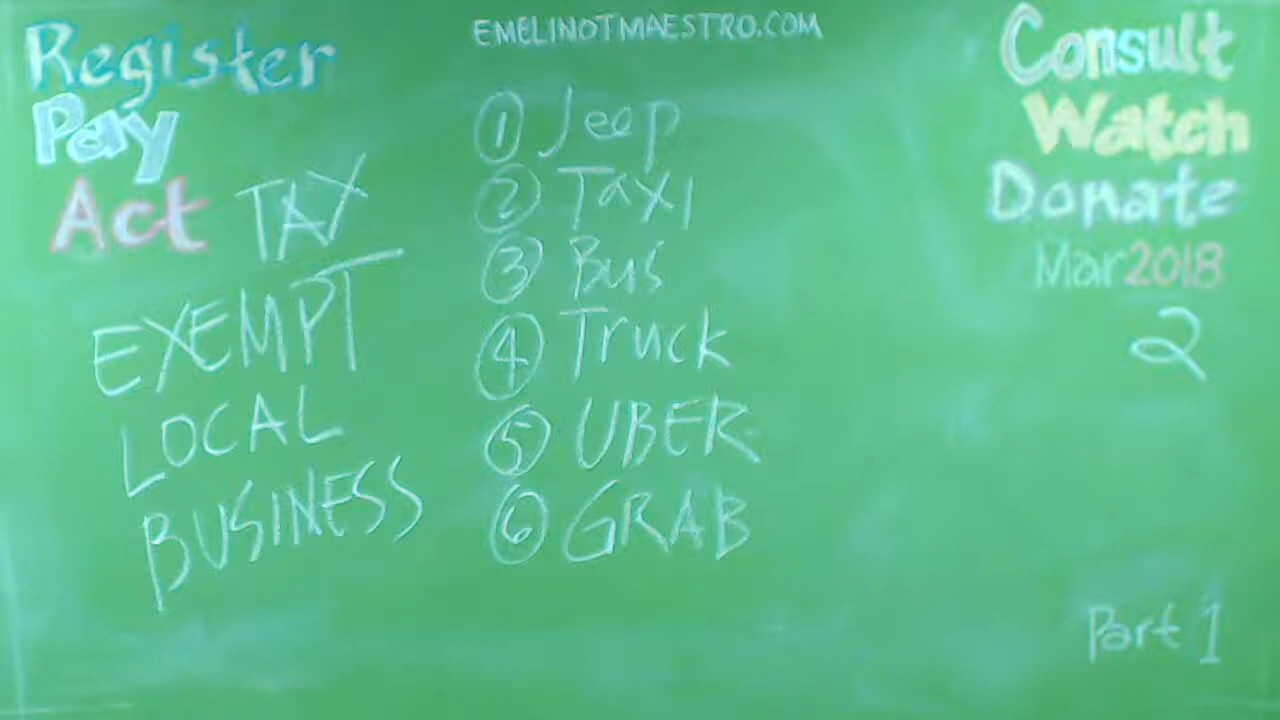 EMELINOTMAESTRO.COM
Register
Pay
Act
TAX
EXEMPT
LOCAL
BUSINESS
① Jeep
② Taxi
③ Bus
④ Truck
⑤ UBER
⑥ GRAB
Consult
Watch
Donate
Mar2018
2
Part 1